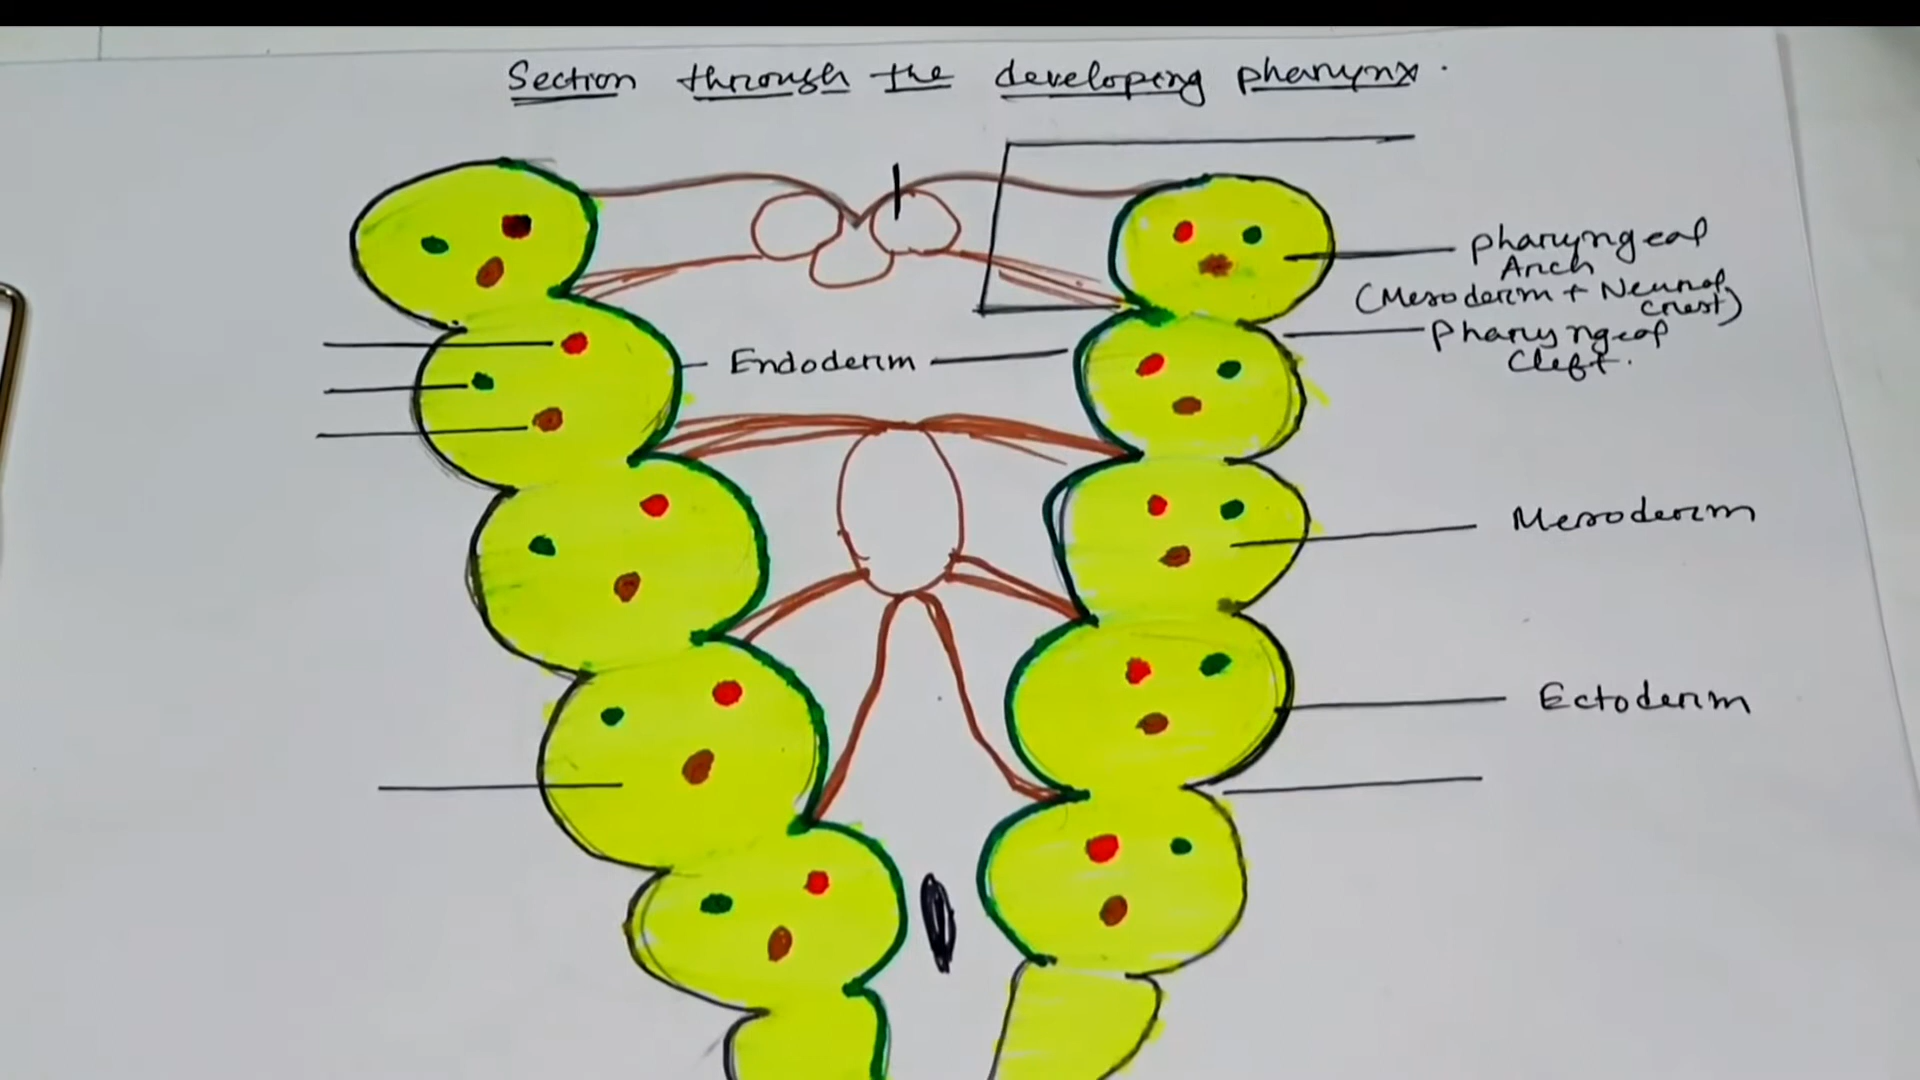 Section through the developing pharynx.
pharyngeal
Arch
(Mesoderm + Neural
crest)
Pharyngeal
Cleft.
Endoderm
Mesoderm
Ectoderm